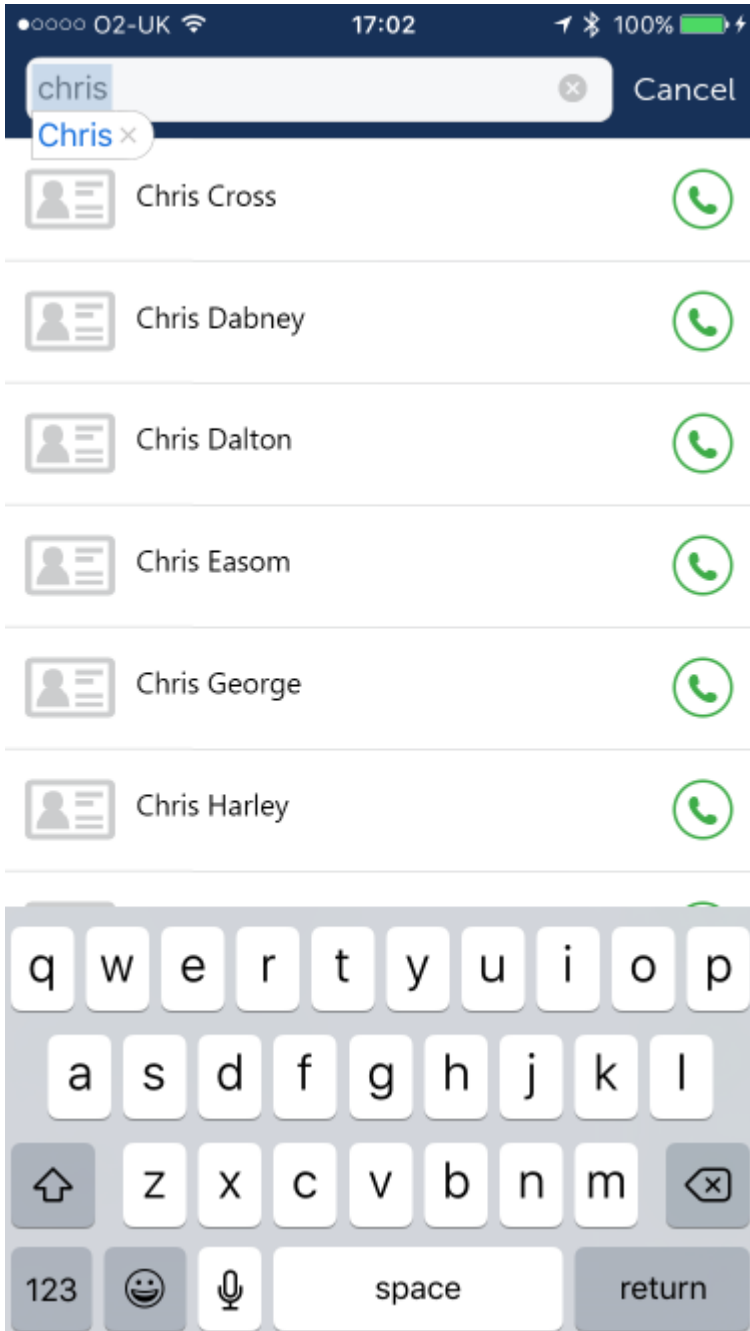 O2-UK 17:02 100%
chris Cancel
Chris
Chris Cross
Chris Dabney
Chris Dalton
Chris Easom
Chris George
Chris Harley
q w e r t y u i o p
a s d f g h j k l
z x c v b n m
123 space return